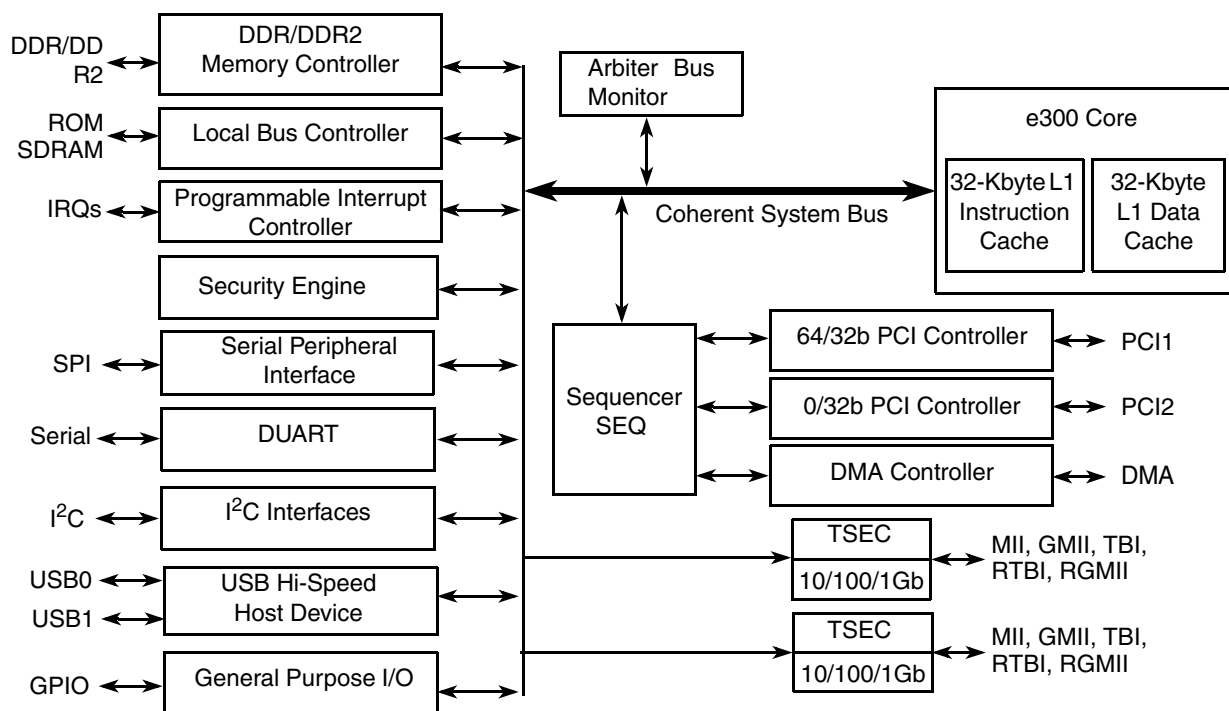 DDR/DD
R2
DDR/DDR2
Memory Controller
ROM
SDRAM
Local Bus Controller
IRQs
Programmable Interrupt
Controller
Security Engine
SPI
Serial Peripheral
Interface
Serial
DUART
I²C
I²C Interfaces
USB0
USB1
USB Hi-Speed
Host Device
GPIO
General Purpose I/O
Arbiter Bus
Monitor
Coherent System Bus
e300 Core
32-Kbyte L1
Instruction
Cache
32-Kbyte
L1 Data
Cache
Sequencer
SEQ
64/32b PCI Controller
PCI1
0/32b PCI Controller
PCI2
DMA Controller
DMA
TSEC
10/100/1Gb
MII, GMII, TBI,
RTBI, RGMII
TSEC
10/100/1Gb
MII, GMII, TBI,
RTBI, RGMII